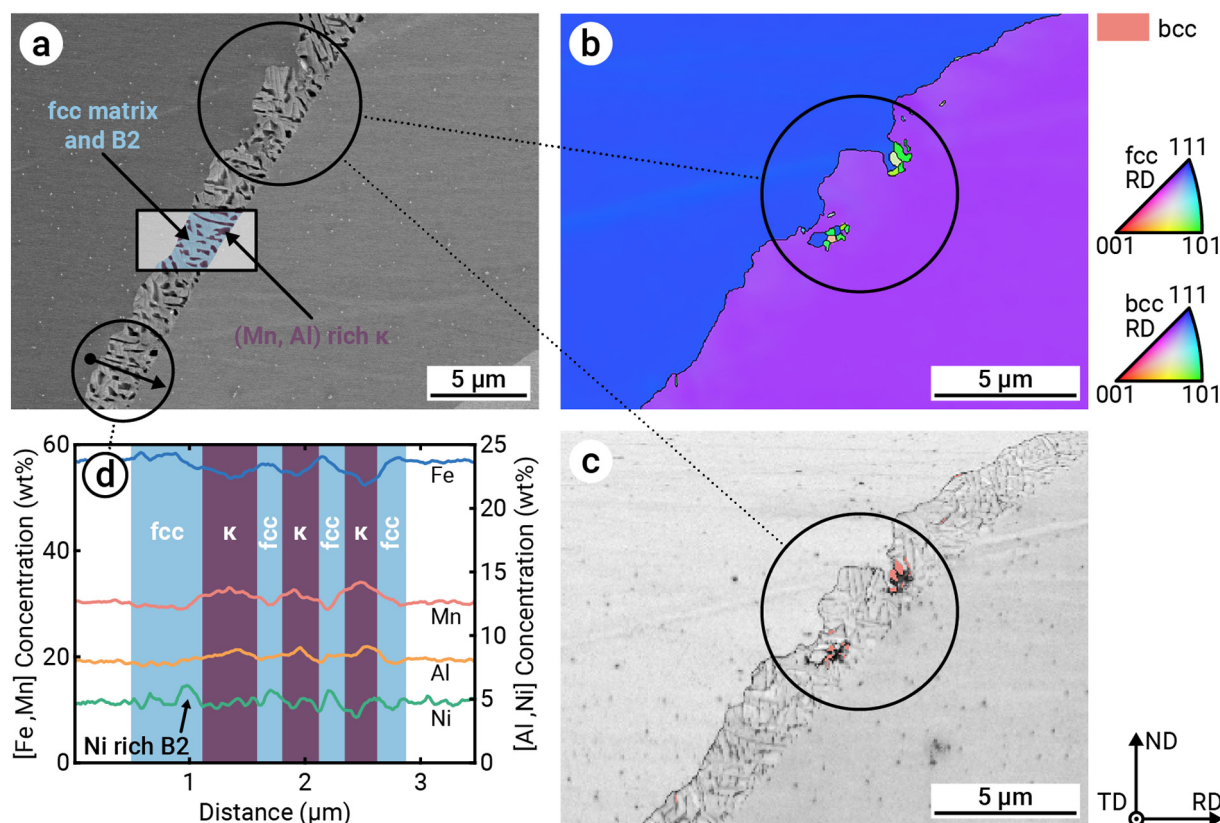 a
fcc matrix
and B2
(Mn, Al) rich κ
5 µm
b
5 µm
bcc
fcc
RD
111
001
101
bcc
RD
111
001
101
d
[Fe ,Mn] Concentration (wt%)
60
40
20
0
fcc
κ
fcc
κ
fcc
κ
fcc
Fe
Mn
Al
Ni
Ni rich B2
25
20
15
10
5
0
[Al ,Ni] Concentration (wt%)
1
2
3
Distance (µm)
c
5 µm
ND
TD
RD